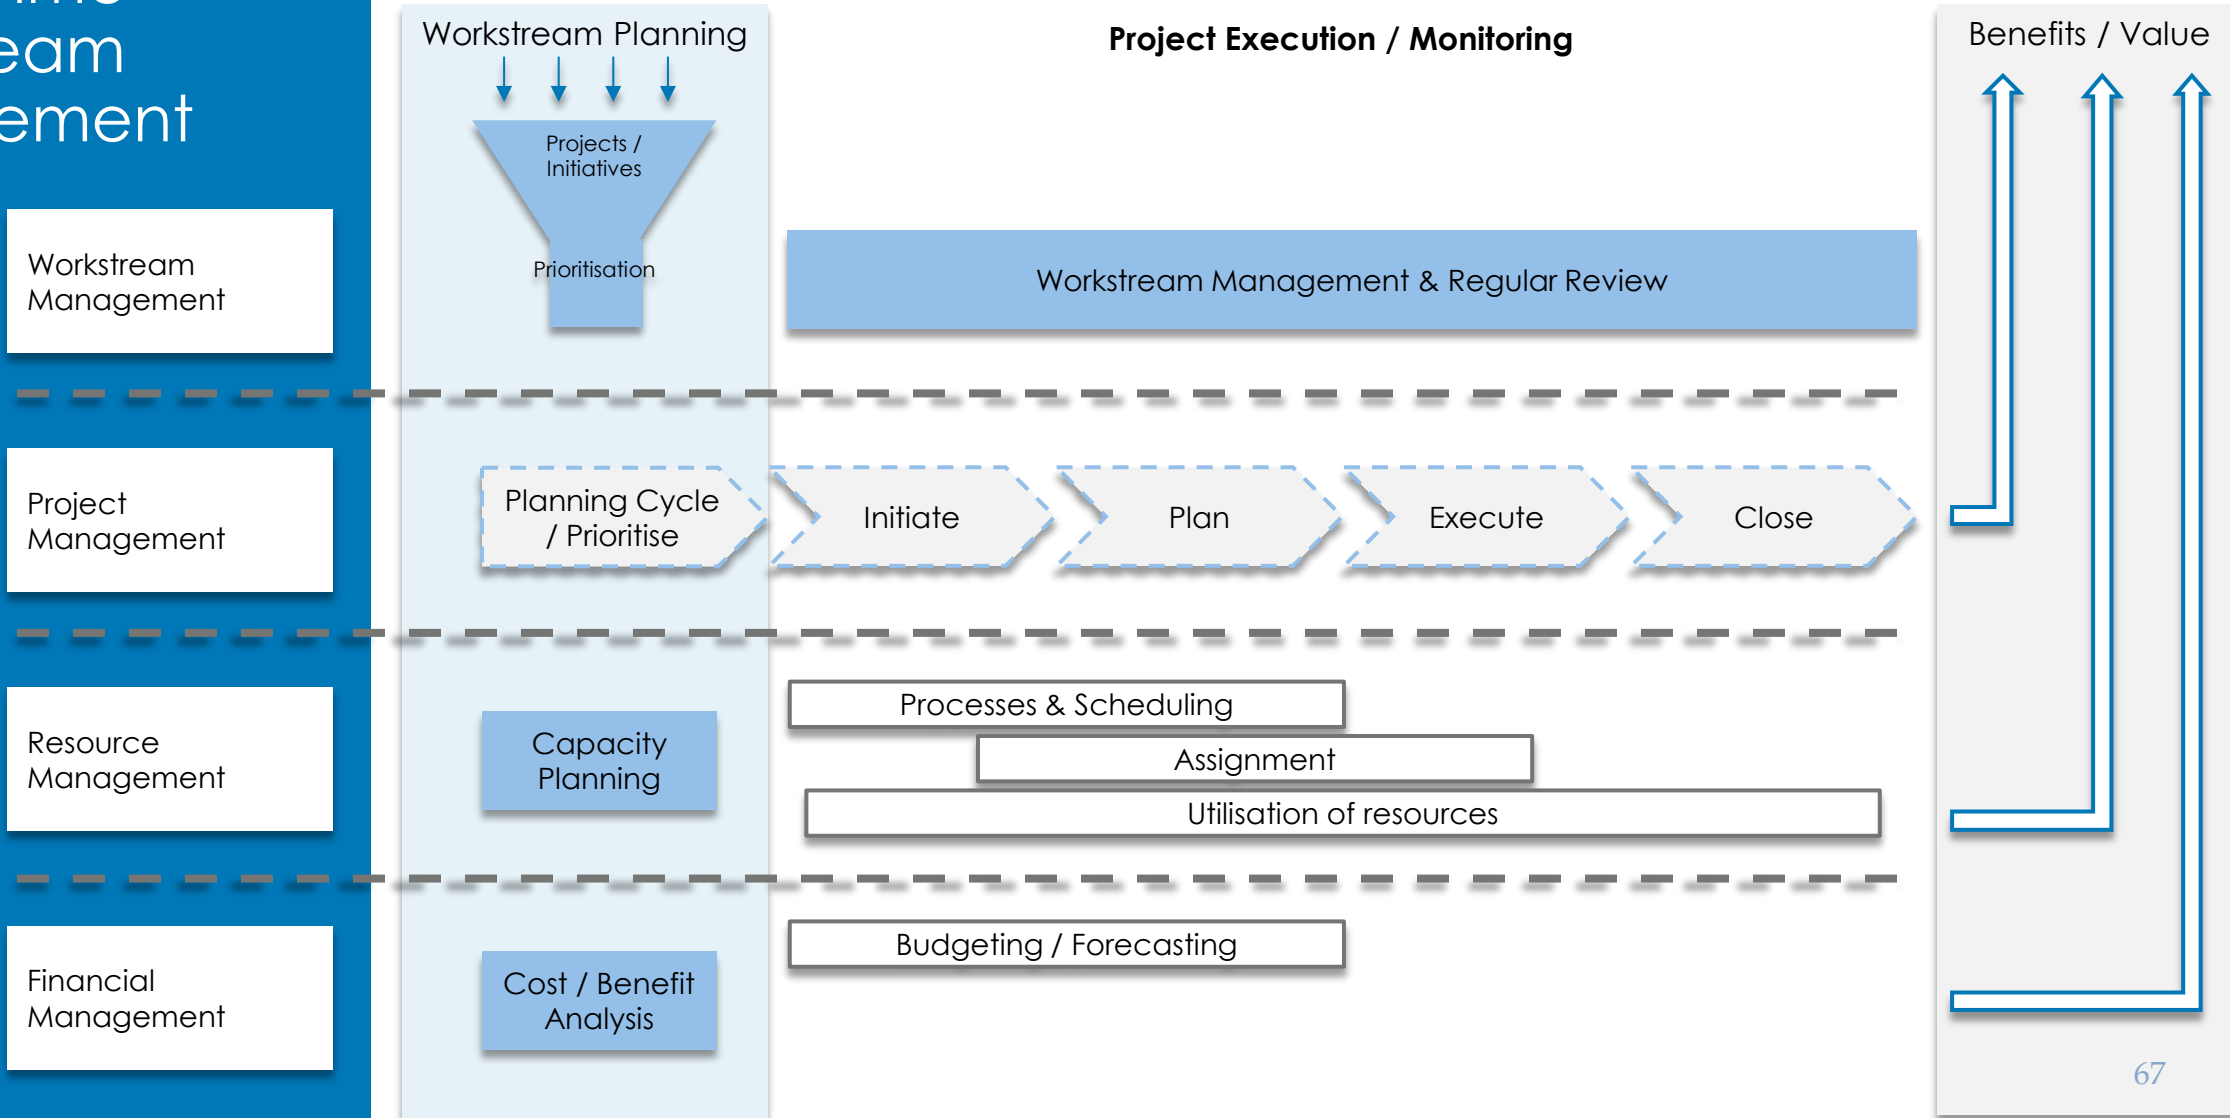 eam
ement
Workstream Planning
Project Execution / Monitoring
Benefits / Value
Projects /
Initiatives
Prioritisation
Workstream
Management
Workstream Management & Regular Review
Project
Management
Planning Cycle
/ Prioritise
Initiate
Plan
Execute
Close
Resource
Management
Capacity
Planning
Processes & Scheduling
Assignment
Utilisation of resources
Financial
Management
Cost / Benefit
Analysis
Budgeting / Forecasting
67